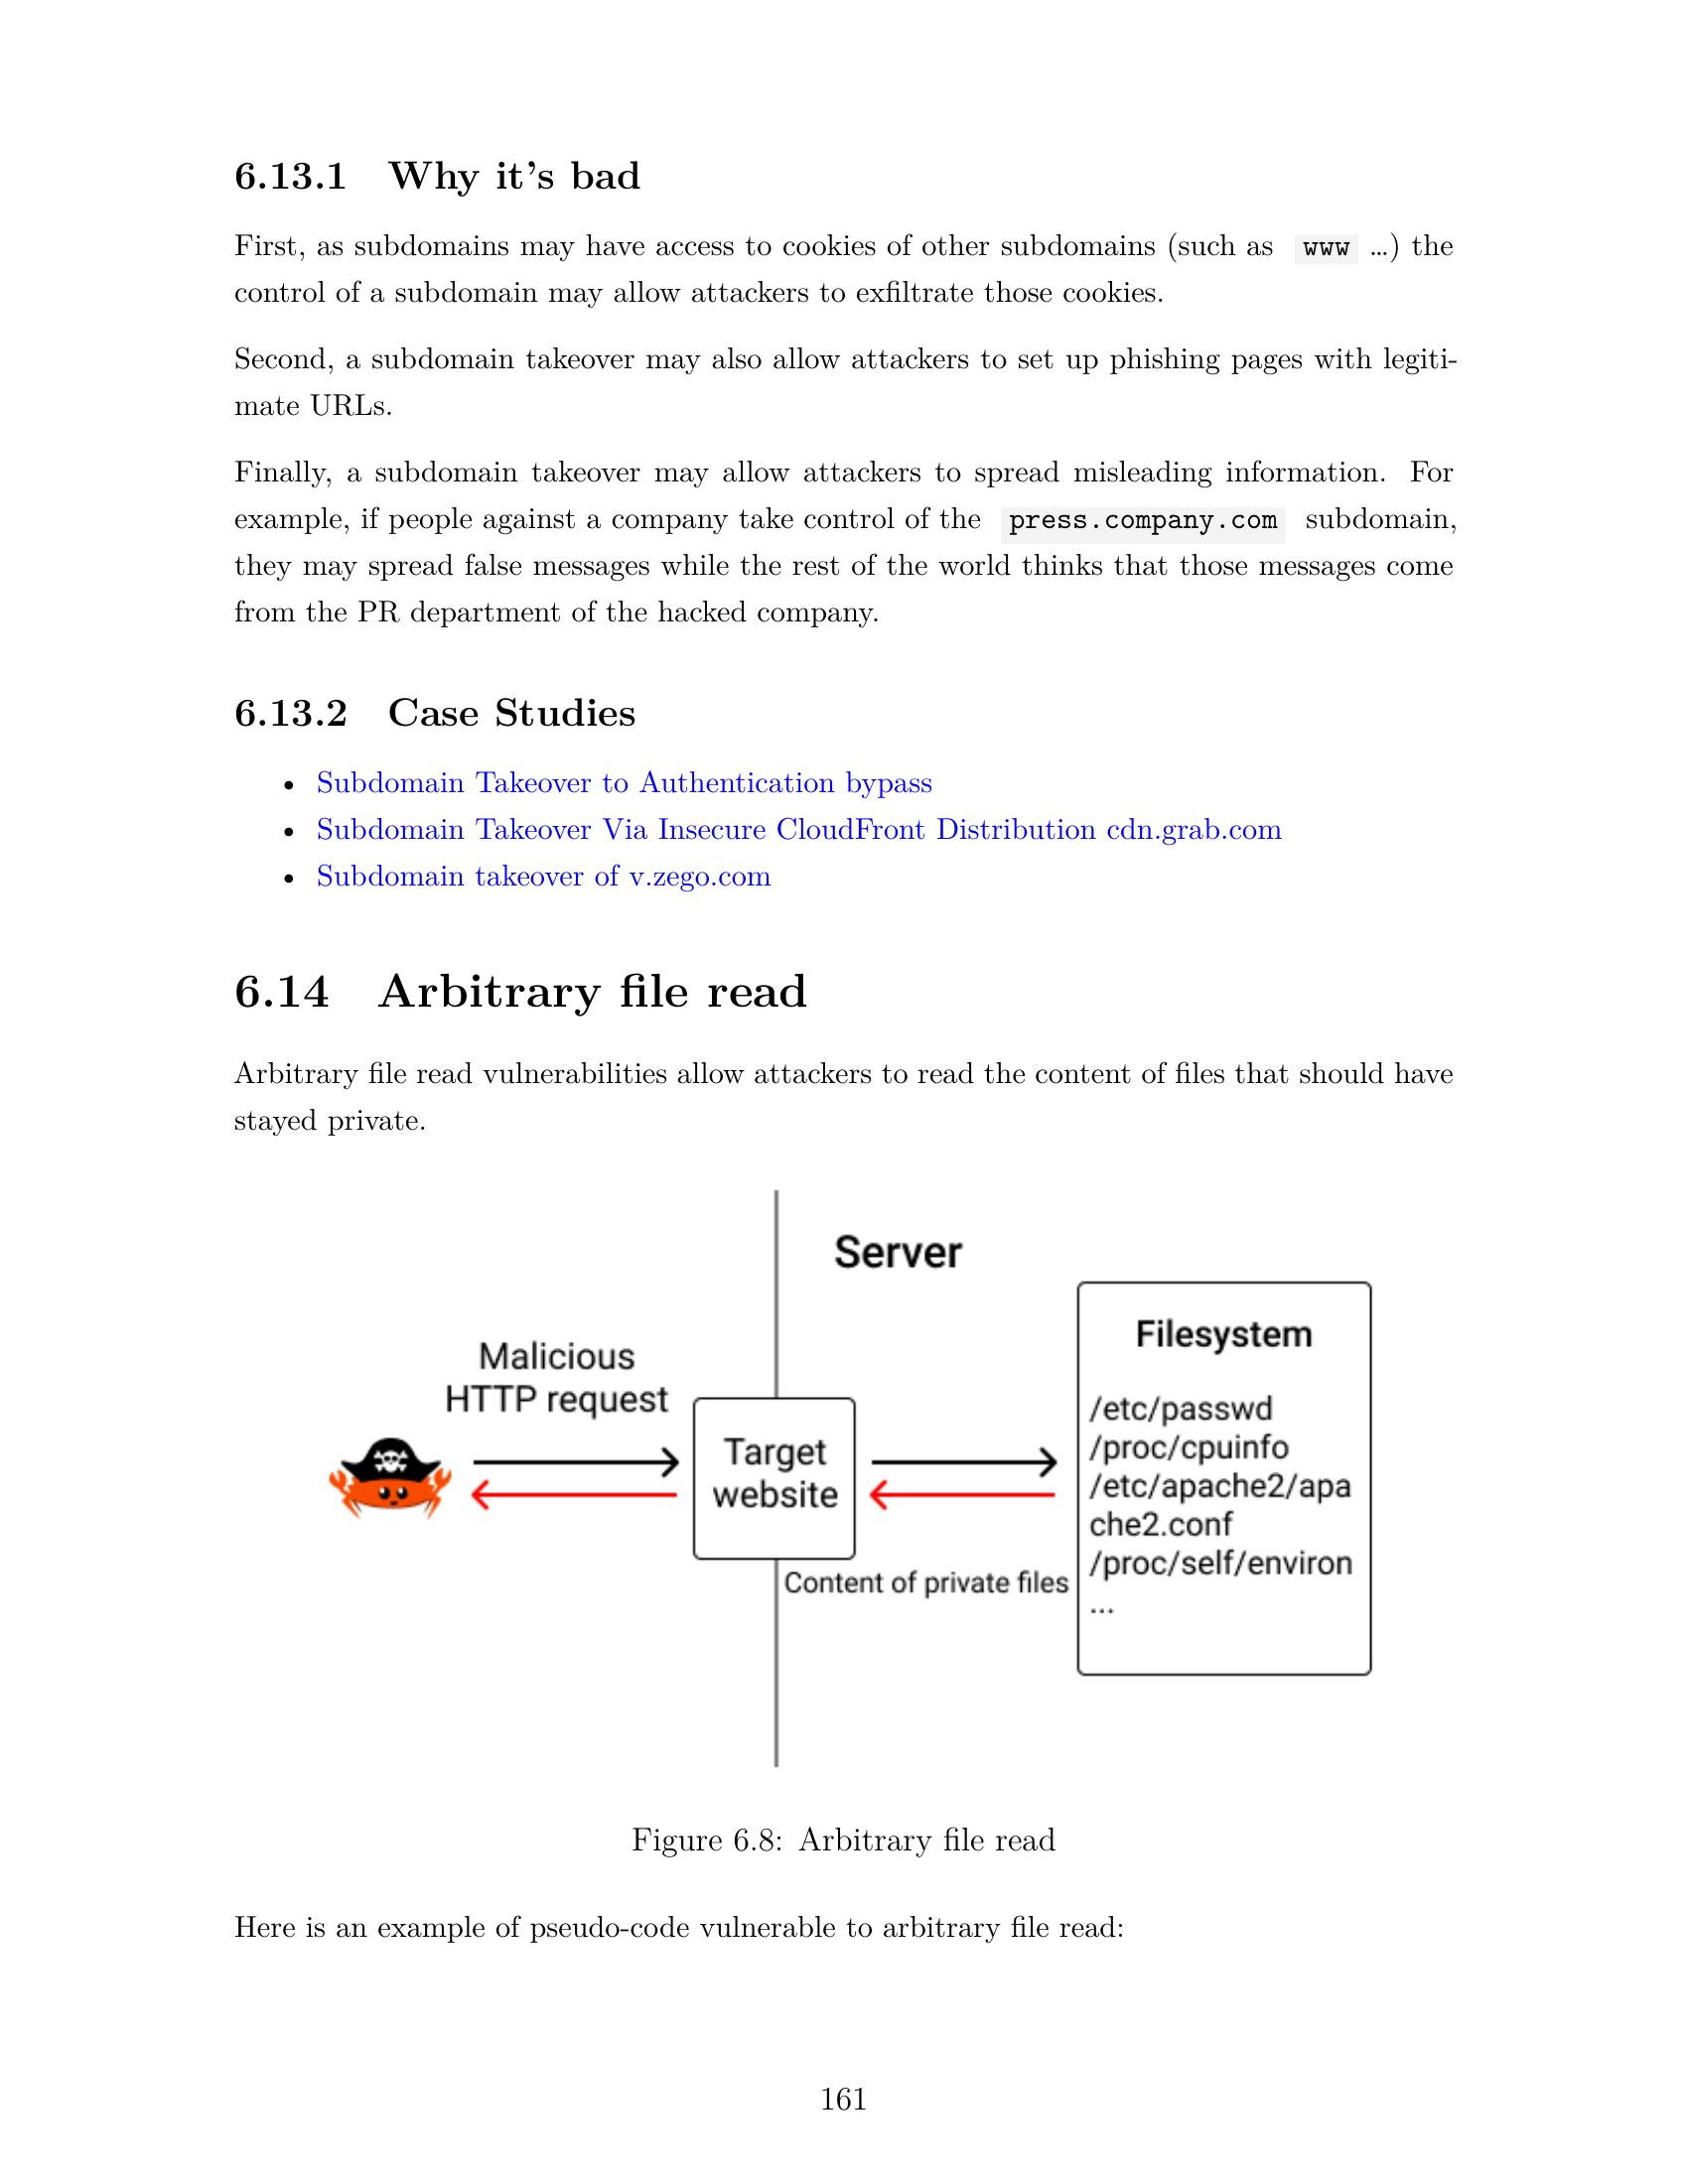 6.13.1 Why it's bad
First, as subdomains may have access to cookies of other subdomains (such as www …) the
control of a subdomain may allow attackers to exfiltrate those cookies.
Second, a subdomain takeover may also allow attackers to set up phishing pages with legiti-
mate URLs.
Finally, a subdomain takeover may allow attackers to spread misleading information. For
example, if people against a company take control of the press.company.com subdomain,
they may spread false messages while the rest of the world thinks that those messages come
from the PR department of the hacked company.
6.13.2 Case Studies
• Subdomain Takeover to Authentication bypass
• Subdomain Takeover Via Insecure CloudFront Distribution cdn.grab.com
• Subdomain takeover of v.zego.com
6.14 Arbitrary file read
Arbitrary file read vulnerabilities allow attackers to read the content of files that should have
stayed private.
Server
Malicious
HTTP request
Target
website
Content of private files
Filesystem
/etc/passwd
/proc/cpuinfo
/etc/apache2/apa
che2.conf
/proc/self/environ
...
Figure 6.8: Arbitrary file read
Here is an example of pseudo-code vulnerable to arbitrary file read:
161